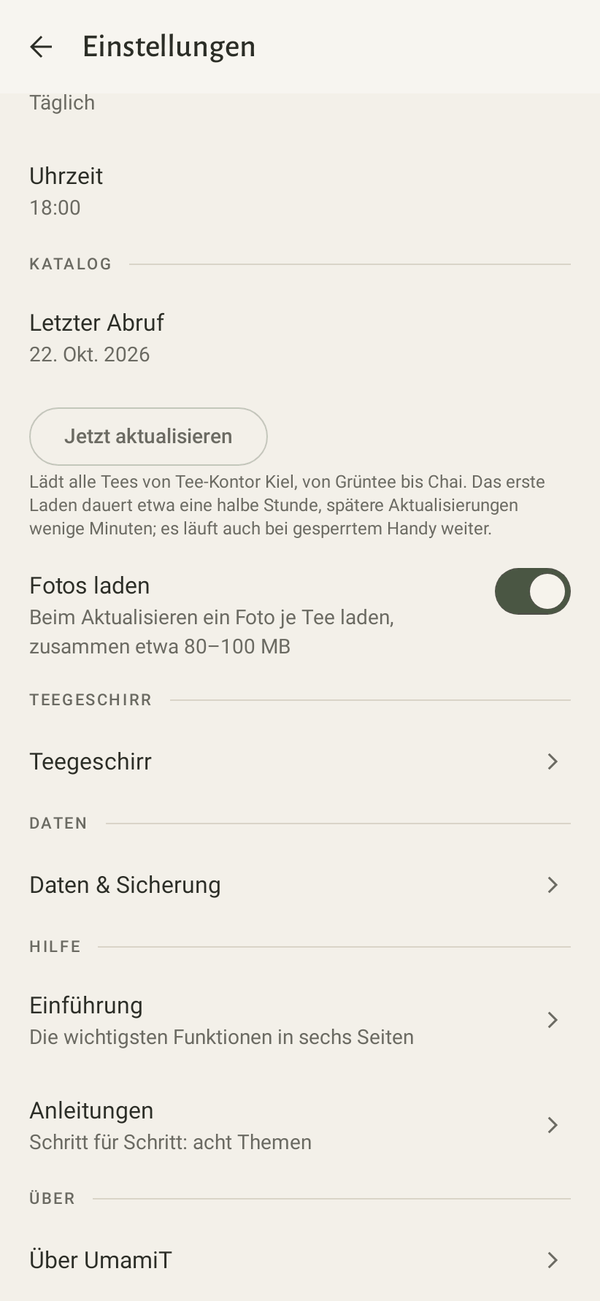 Einstellungen
Täglich
Uhrzeit
18:00
KATALOG
Letzter Abruf
22. Okt. 2026
Jetzt aktualisieren
Lädt alle Tees von Tee-Kontor Kiel, von Grüntee bis Chai. Das erste
Laden dauert etwa eine halbe Stunde, spätere Aktualisierungen
wenige Minuten; es läuft auch bei gesperrtem Handy weiter.
Fotos laden
Beim Aktualisieren ein Foto je Tee laden,
zusammen etwa 80–100 MB
TEEGESCHIRR
Teegeschirr
DATEN
Daten & Sicherung
HILFE
Einführung
Die wichtigsten Funktionen in sechs Seiten
Anleitungen
Schritt für Schritt: acht Themen
ÜBER
Über UmamiT